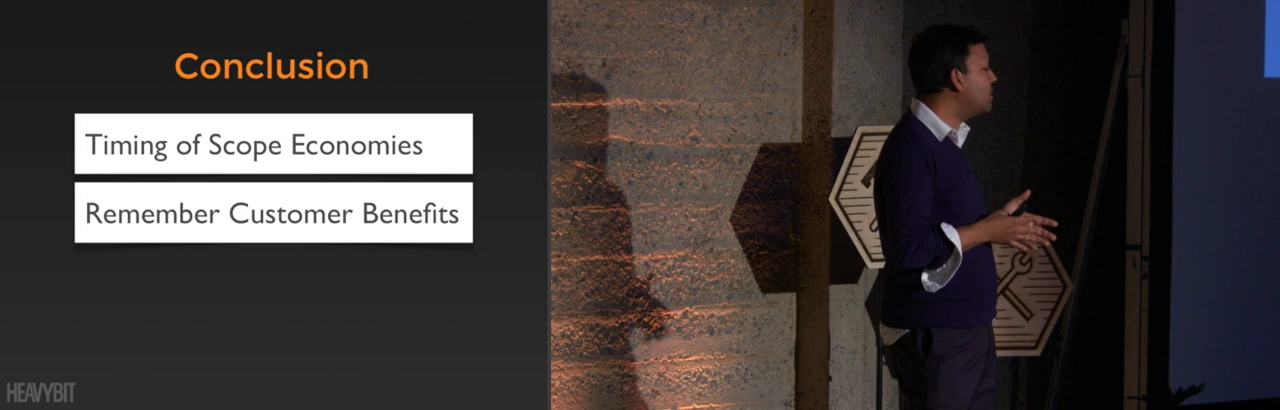 Conclusion
Timing of Scope Economies
Remember Customer Benefits
HEAVYBIT